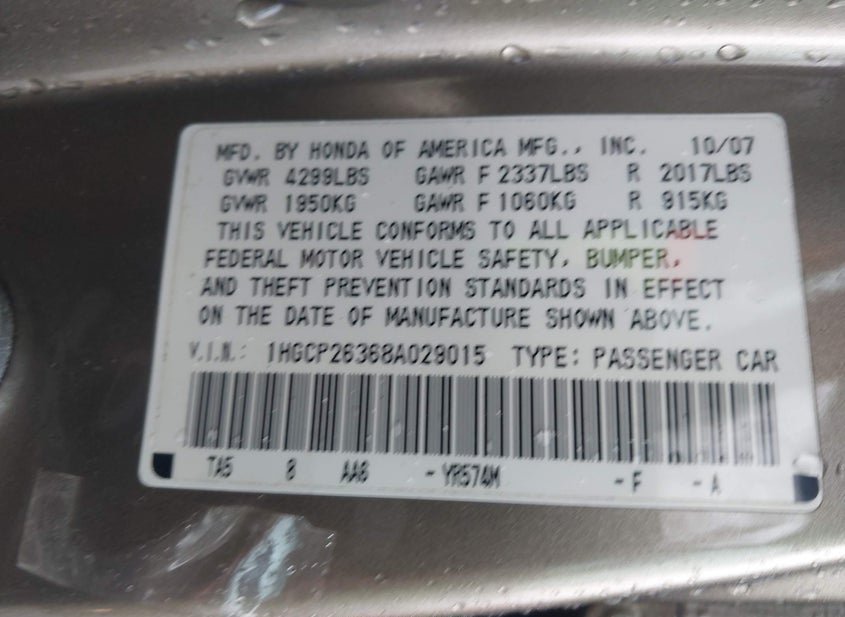 MFD. BY HONDA OF AMERICA MFG., INC. 10/07
GVWR 4299LBS GAWR F 2337LBS R 2017LBS
GVWR 1950KG GAWR F 1060KG R 915KG
THIS VEHICLE CONFORMS TO ALL APPLICABLE
FEDERAL MOTOR VEHICLE SAFETY, BUMPER,
AND THEFT PREVENTION STANDARDS IN EFFECT
ON THE DATE OF MANUFACTURE SHOWN ABOVE.
V.I.N.: 1HGCP26368A029015 TYPE: PASSENGER CAR
TA5 8 AA6 -YR574M -F -A